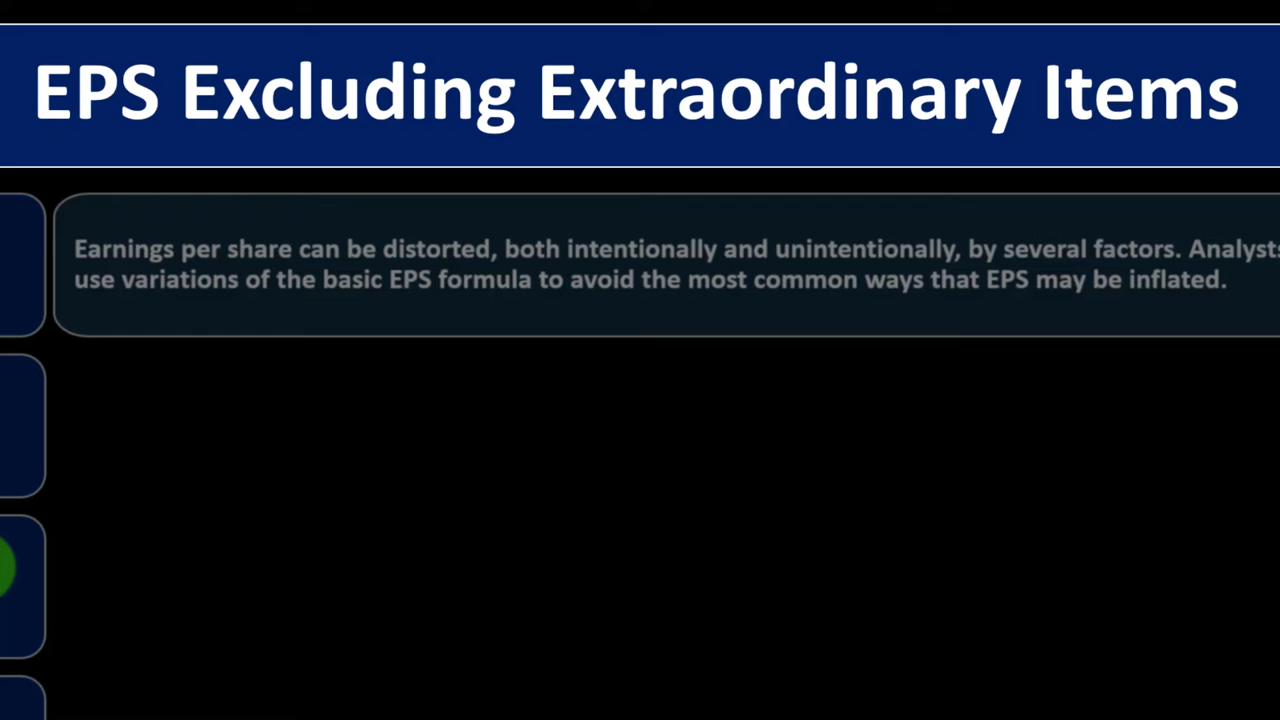 EPS Excluding Extraordinary Items
Earnings per share can be distorted, both intentionally and unintentionally, by several factors. Analysts
use variations of the basic EPS formula to avoid the most common ways that EPS may be inflated.